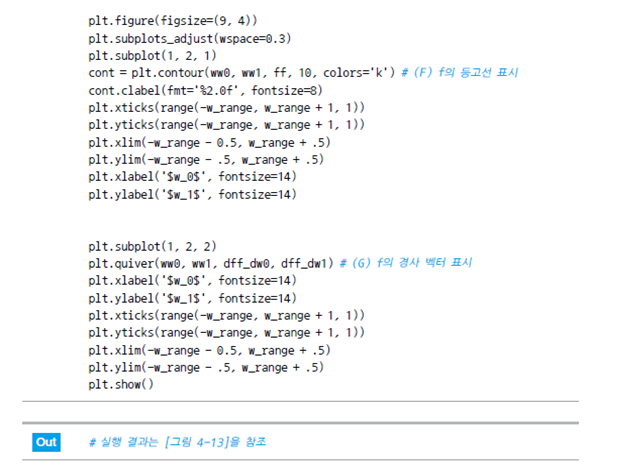 plt.figure(figsize=(9, 4))
plt.subplots_adjust(wspace=0.3)
plt.subplot(1, 2, 1)
cont = plt.contour(ww0, ww1, ff, 10, colors='k') # (F) f의 등고선 표시
cont.clabel(fmt='%2.0f', fontsize=8)
plt.xticks(range(-w_range, w_range + 1, 1))
plt.yticks(range(-w_range, w_range + 1, 1))
plt.xlim(-w_range - 0.5, w_range + .5)
plt.ylim(-w_range - .5, w_range + .5)
plt.xlabel('$w_0$', fontsize=14)
plt.ylabel('$w_1$', fontsize=14)
plt.subplot(1, 2, 2)
plt.quiver(ww0, ww1, dff_dw0, dff_dw1) # (G) f의 경사 벡터 표시
plt.xlabel('$w_0$', fontsize=14)
plt.ylabel('$w_1$', fontsize=14)
plt.xticks(range(-w_range, w_range + 1, 1))
plt.yticks(range(-w_range, w_range + 1, 1))
plt.xlim(-w_range - 0.5, w_range + .5)
plt.ylim(-w_range - .5, w_range + .5)
plt.show()
Out # 실행 결과는 [그림 4-13]을 참조